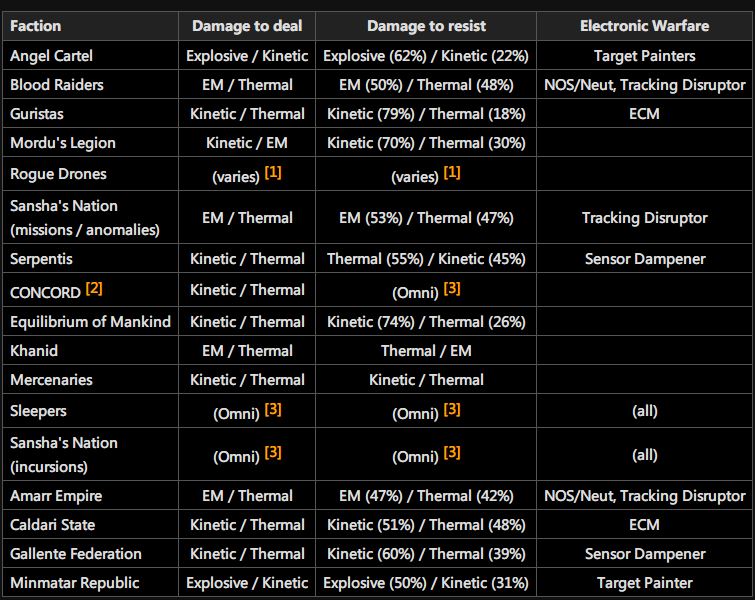 Faction Damage to deal Damage to resist Electronic Warfare
Angel Cartel Explosive / Kinetic Explosive (62%) / Kinetic (22%) Target Painters
Blood Raiders EM / Thermal EM (50%) / Thermal (48%) NOS/Neut, Tracking Disruptor
Guristas Kinetic / Thermal Kinetic (79%) / Thermal (18%) ECM
Mordu's Legion Kinetic / EM Kinetic (70%) / Thermal (30%)
Rogue Drones (varies) [1] (varies) [1]
Sansha's Nation
(missions / anomalies) EM / Thermal EM (53%) / Thermal (47%) Tracking Disruptor
Serpentis Kinetic / Thermal Thermal (55%) / Kinetic (45%) Sensor Dampener
CONCORD [2] Kinetic / Thermal (Omni) [3]
Equilibrium of Mankind Kinetic / Thermal Kinetic (74%) / Thermal (26%)
Khanid EM / Thermal Thermal / EM
Mercenaries Kinetic / Thermal Kinetic / Thermal
Sleepers (Omni) [3] (Omni) [3] (all)
Sansha's Nation
(incursions) (Omni) [3] (Omni) [3] (all)
Amarr Empire EM / Thermal EM (47%) / Thermal (42%) NOS/Neut, Tracking Disruptor
Caldari State Kinetic / Thermal Kinetic (51%) / Thermal (48%) ECM
Gallente Federation Kinetic / Thermal Kinetic (60%) / Thermal (39%) Sensor Dampener
Minmatar Republic Explosive / Kinetic Explosive (50%) / Kinetic (31%) Target Painter